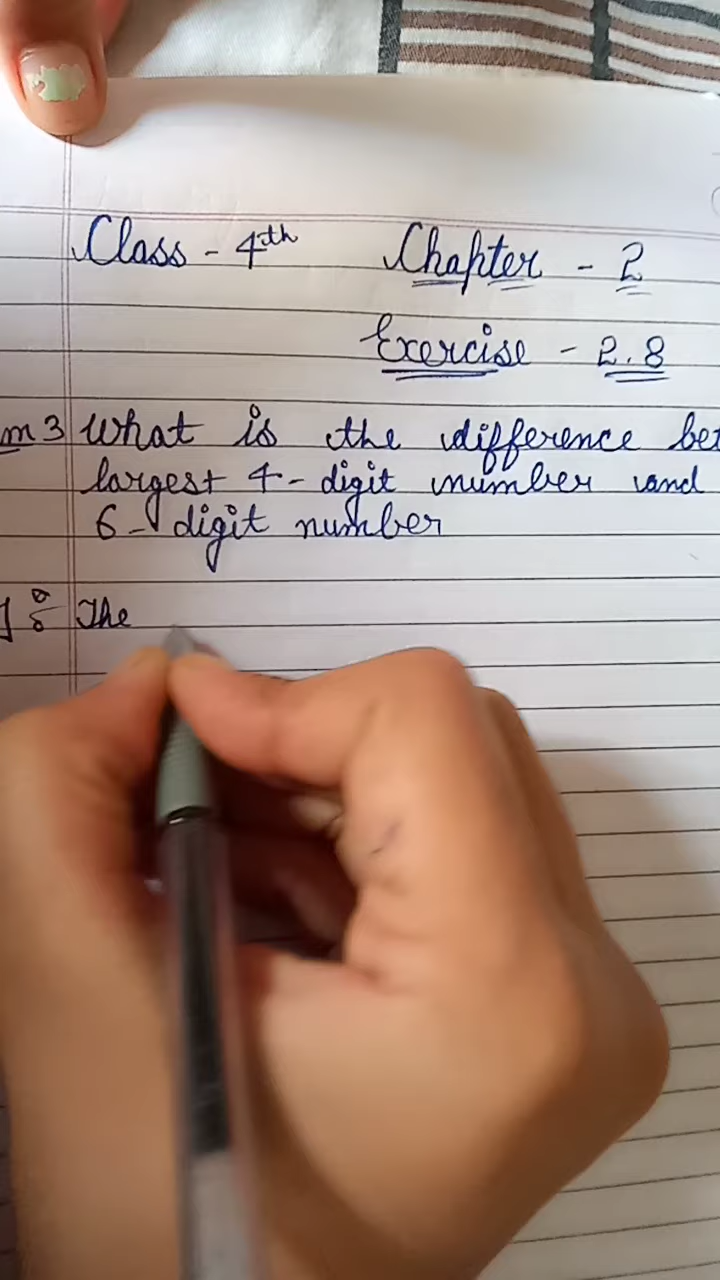 Class - 4th Chapter - 2
Exercise - 2.8
m 3 What is the difference bet
largest 4 - digit number and
6 - digit number
The